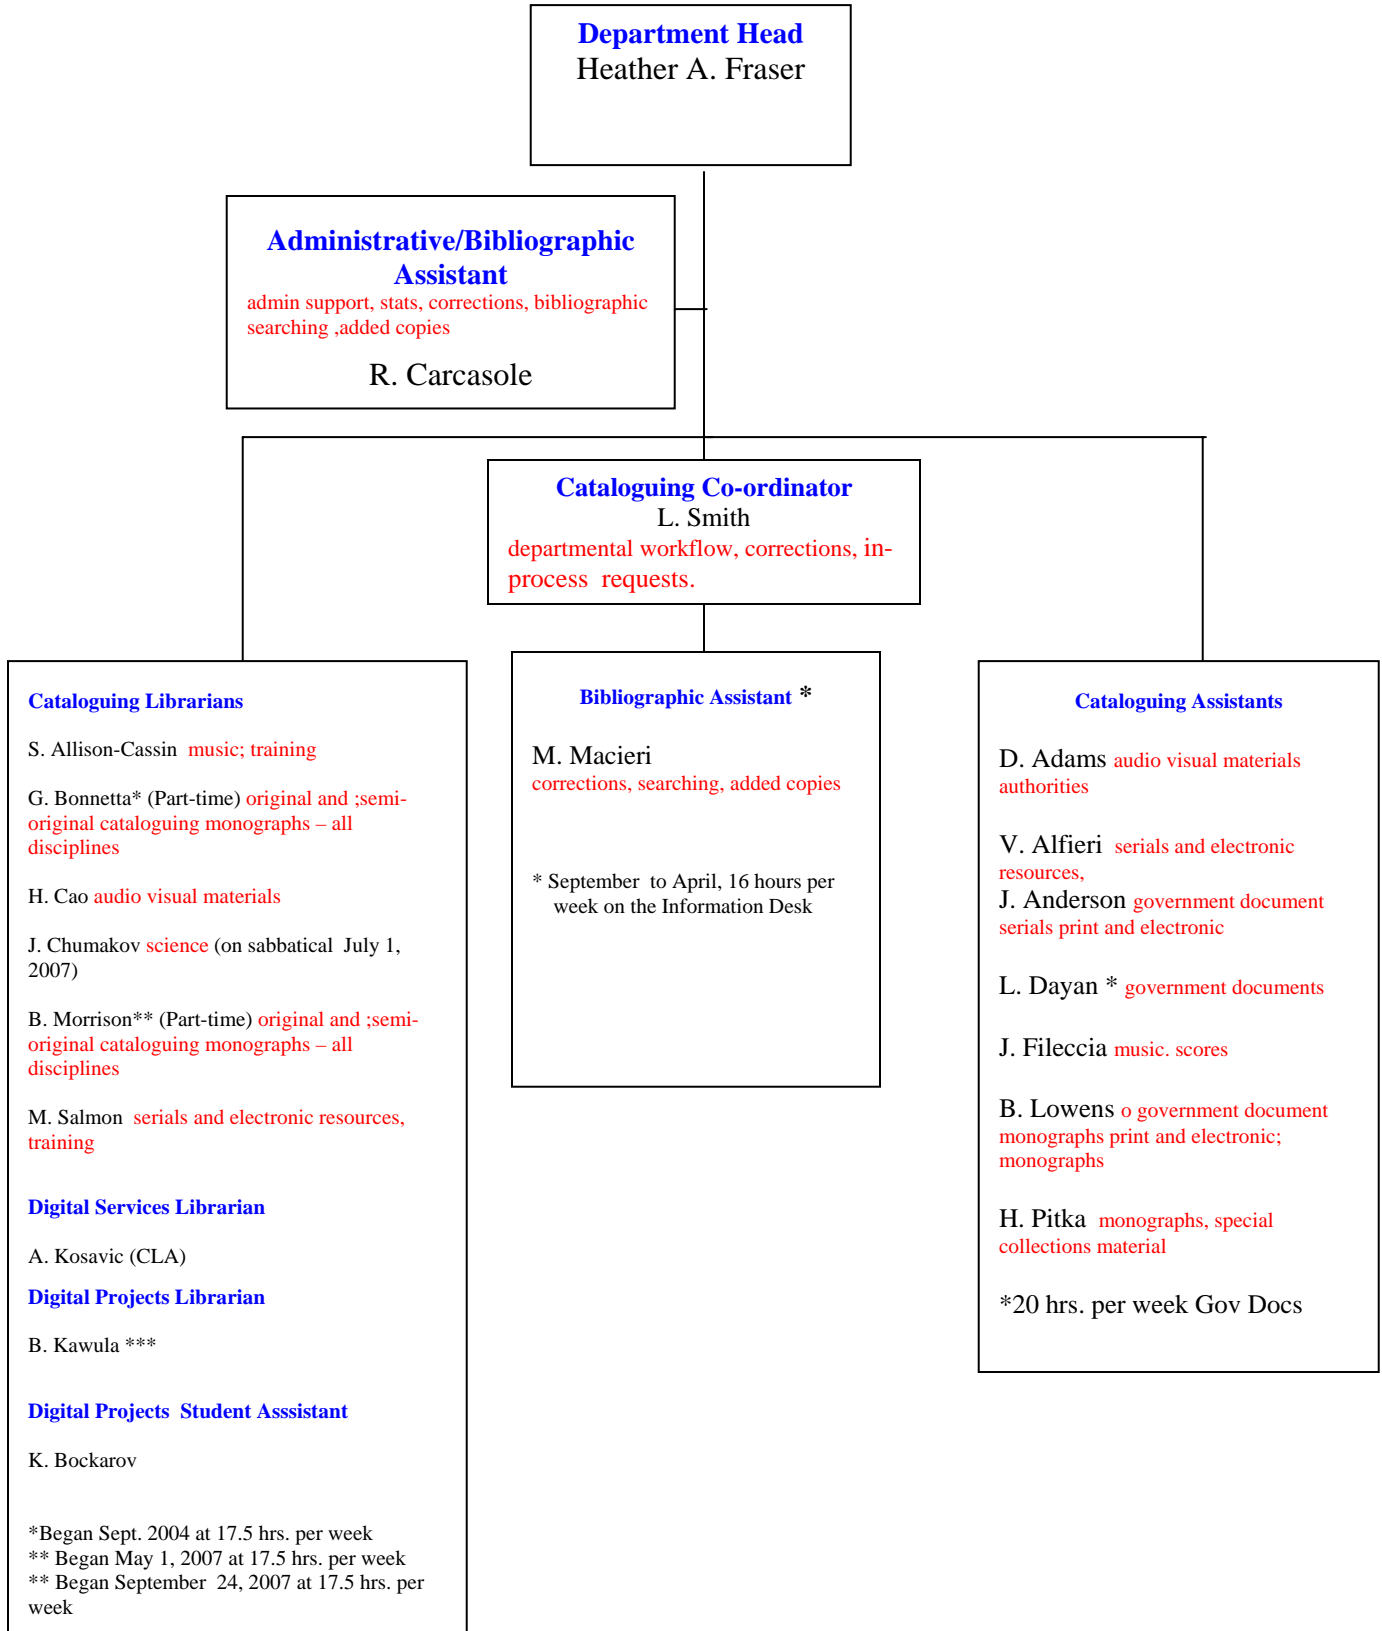 Department Head
Heather A. Fraser
Administrative/Bibliographic
Assistant
admin support, stats, corrections, bibliographic
searching ,added copies
R. Carcasole
Cataloguing Co-ordinator
L. Smith
departmental workflow, corrections, in-
process  requests.
Cataloguing Librarians
S. Allison-Cassin  music; training
G. Bonnetta* (Part-time) original and ;semi-
original cataloguing monographs – all
disciplines
H. Cao audio visual materials
J. Chumakov science (on sabbatical  July 1,
2007)
B. Morrison** (Part-time) original and ;semi-
original cataloguing monographs – all
disciplines
M. Salmon  serials and electronic resources,
training
Digital Services Librarian
A. Kosavic (CLA)
Digital Projects Librarian
B. Kawula ***
Digital Projects  Student Asssistant
K. Bockarov
*Began Sept. 2004 at 17.5 hrs. per week
** Began May 1, 2007 at 17.5 hrs. per week
** Began September  24, 2007 at 17.5 hrs. per
week
Bibliographic Assistant *
M. Macieri
corrections, searching, added copies
* September  to April, 16 hours per
week on the Information Desk
Cataloguing Assistants
D. Adams audio visual materials
authorities
V. Alfieri  serials and electronic
resources,
J. Anderson government document
serials print and electronic
L. Dayan * government documents
J. Fileccia music. scores
B. Lowens o government document
monographs print and electronic;
monographs
H. Pitka  monographs, special
collections material
*20 hrs. per week Gov Docs